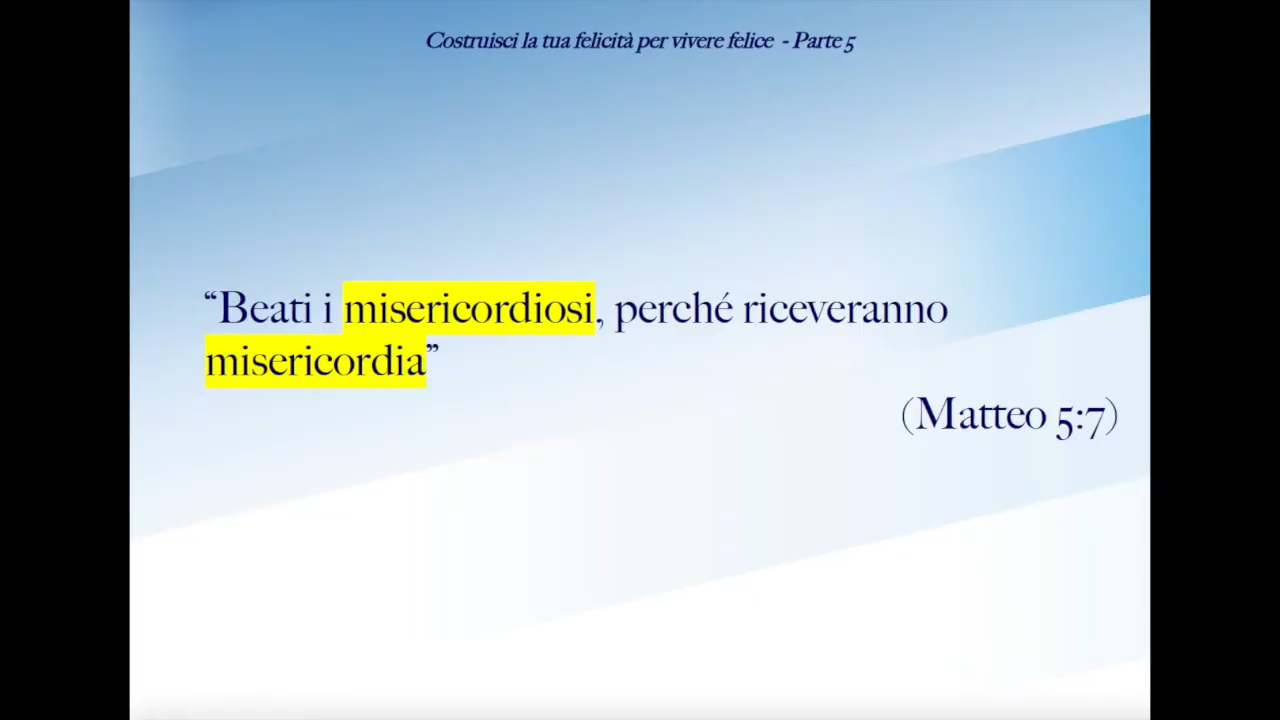 Costruisci la tua felicità per vivere felice - Parte 5
“Beati i misericordiosi, perché riceveranno
misericordia”
(Matteo 5:7)